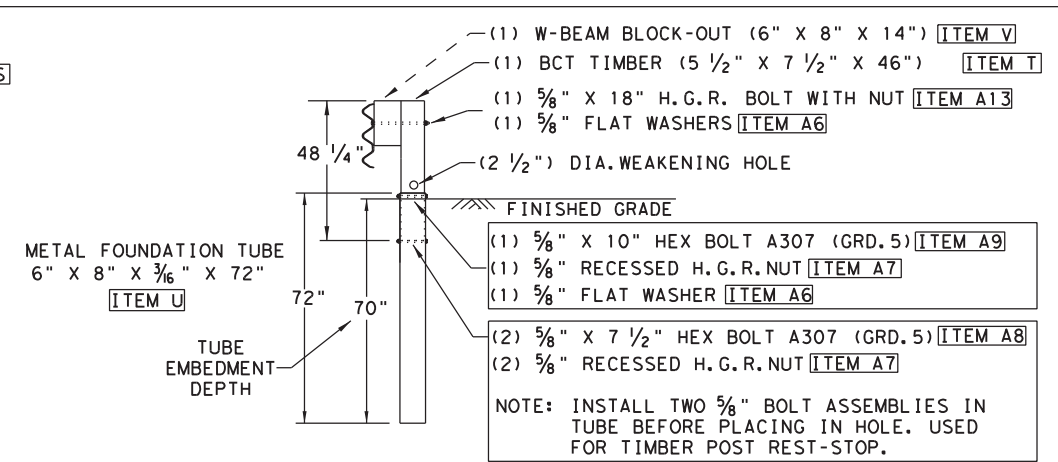 S
(1) W-BEAM BLOCK-OUT (6" X 8" X 14") ITEM V
(1) BCT TIMBER (5 1/2" X 7 1/2" X 46") ITEM T
(1) 5/8" X 18" H.G.R. BOLT WITH NUT ITEM A13
(1) 5/8" FLAT WASHERS ITEM A6
48 1/4"
(2 1/2") DIA. WEAKENING HOLE
FINISHED GRADE
METAL FOUNDATION TUBE
6" X 8" X 3/16" X 72"
ITEM U
72"
70"
TUBE
EMBEDMENT
DEPTH
(1) 5/8" X 10" HEX BOLT A307 (GRD.5) ITEM A9
(1) 5/8" RECESSED H.G.R. NUT ITEM A7
(1) 5/8" FLAT WASHER ITEM A6
(2) 5/8" X 7 1/2" HEX BOLT A307 (GRD.5) ITEM A8
(2) 5/8" RECESSED H.G.R. NUT ITEM A7
NOTE: INSTALL TWO 5/8" BOLT ASSEMBLIES IN
TUBE BEFORE PLACING IN HOLE. USED
FOR TIMBER POST REST-STOP.